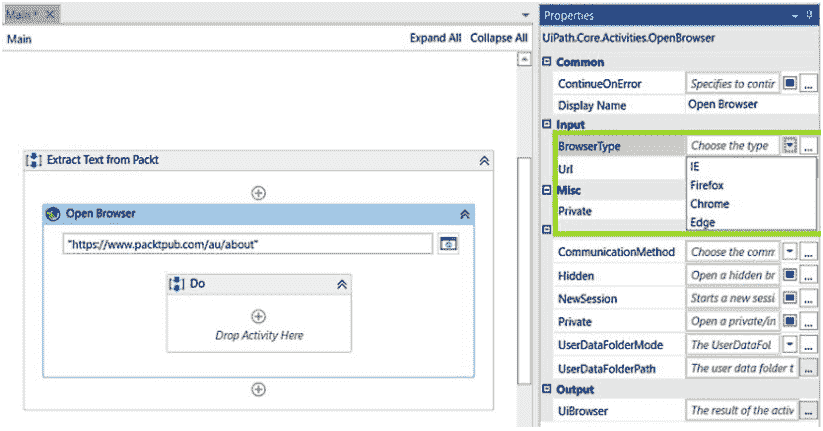 Main *
Main
Expand All
Collapse All
Extract Text from Packt
Open Browser
"https://www.packtpub.com/au/about"
Do
Drop Activity Here
Properties
UiPath.Core.Activities.OpenBrowser
Common
ContinueOnError Specifies to contir ...
Display Name Open Browser
Input
BrowserType Choose the type ...
Url
IE
Firefox
Chrome
Edge
Misc
Private
CommunicationMethod Choose the comr ...
Hidden Open a hidden br ...
NewSession Starts a new sessi ...
Private Open a private/in ...
UserDataFolderMode The UserDataFol ...
UserDataFolderPath The user data folder t ...
Output
UiBrowser The result of the activ ...